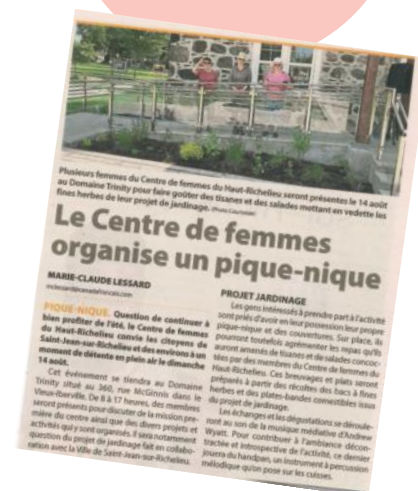 Plusieurs femmes du Centre de femmes du Haut-Richelieu seront présentes le 14 août
au Domaine Trinity pour faire goûter des tisanes et des salades mettant en vedette les
fines herbes de leur projet de jardinage.
Le Centre de femmes
organise un pique-nique
MARIE-CLAUDE LESSARD
mclessard@canadafrancais.com
PIQUE-NIQUE. Question de continuer à
bien profiter de l'été, le Centre de femmes
du Haut-Richelieu convie les citoyens de
Saint-Jean-sur-Richelieu et des environs à un
moment de détente en plein air le dimanche
14 août.
Cet événement se tiendra au Domaine
Trinity situé au 360, rue McGinnis dans le
Vieux-Iberville. De 8 à 17 heures, des membres
seront présents pour discuter de la mission pre-
mière du centre ainsi que des divers projets et
activités qui y sont organisés. Il sera notamment
question du projet de jardinage fait en collabo-
ration avec la Ville de Saint-Jean-sur-Richelieu.
PROJET JARDINAGE
Les gens intéressés à prendre part à l'activité
sont priés d'avoir en leur possession leur propre
pique-nique et des couvertures. Sur place, ils
pourront toutefois agrémenter les repas qu'ils
auront amenés de tisanes et de salades concoc-
tées par des membres du Centre de femmes du
Haut-Richelieu. Ces breuvages et plats seront
préparés à partir des récoltes des bacs à fines
herbes et des plates-bandes comestibles issus
du projet de jardinage.
Les échanges et les dégustations se déroule-
ront au son de la musique médiative d'Andrew
Wyatt. Pour contribuer à l'ambiance décon-
tractée et introspective de l'activité, ce dernier
jouera du handpan, un instrument à percussion
mélodique qu'on pose sur les cuisses.